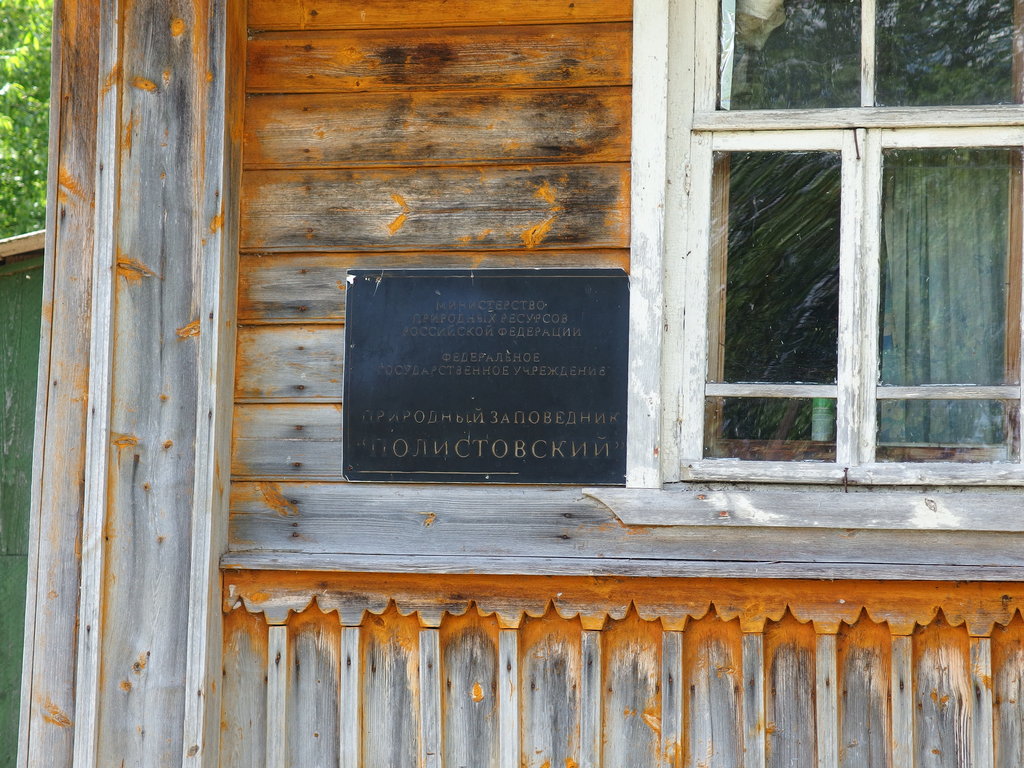 МИНИСТЕРСТВО
ПРИРОДНЫХ РЕСУРСОВ
РОССИЙСКОЙ ФЕДЕРАЦИИ
ФЕДЕРАЛЬНОЕ
ГОСУДАРСТВЕННОЕ УЧРЕЖДЕНИЕ
ПРИРОДНЫЙ ЗАПОВЕДНИК
"ПОЛИСТОВСКИЙ"